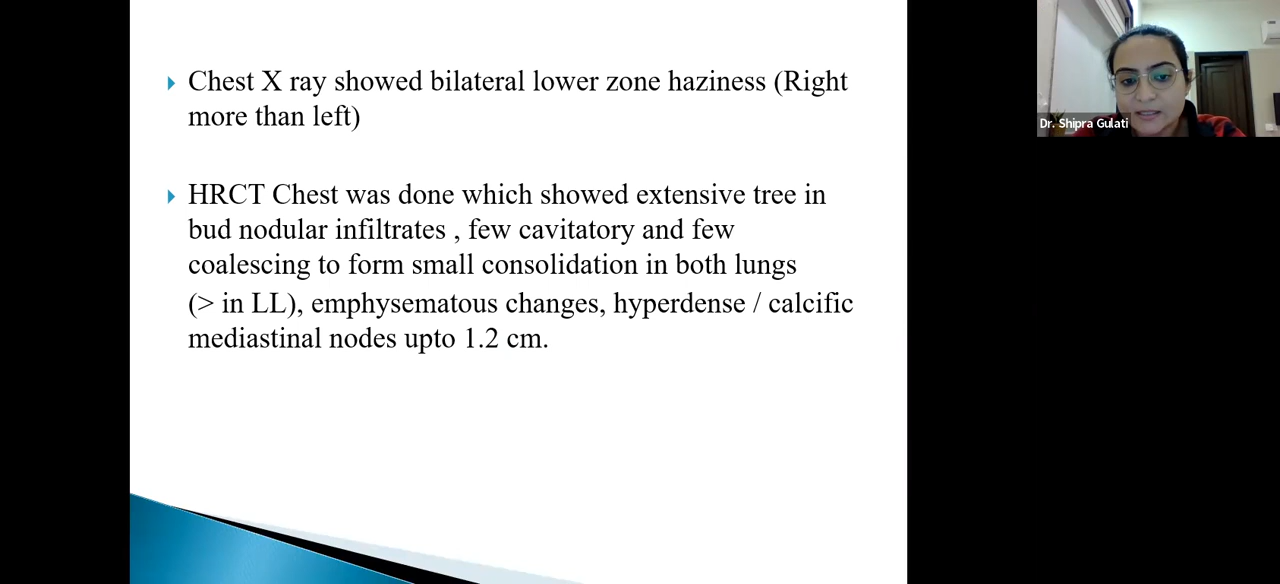 Chest X ray showed bilateral lower zone haziness (Right
more than left)
HRCT Chest was done which showed extensive tree in
bud nodular infiltrates , few cavitatory and few
coalescing to form small consolidation in both lungs
(> in LL), emphysematous changes, hyperdense / calcific
mediastinal nodes upto 1.2 cm.
Dr. Shipra Gulati